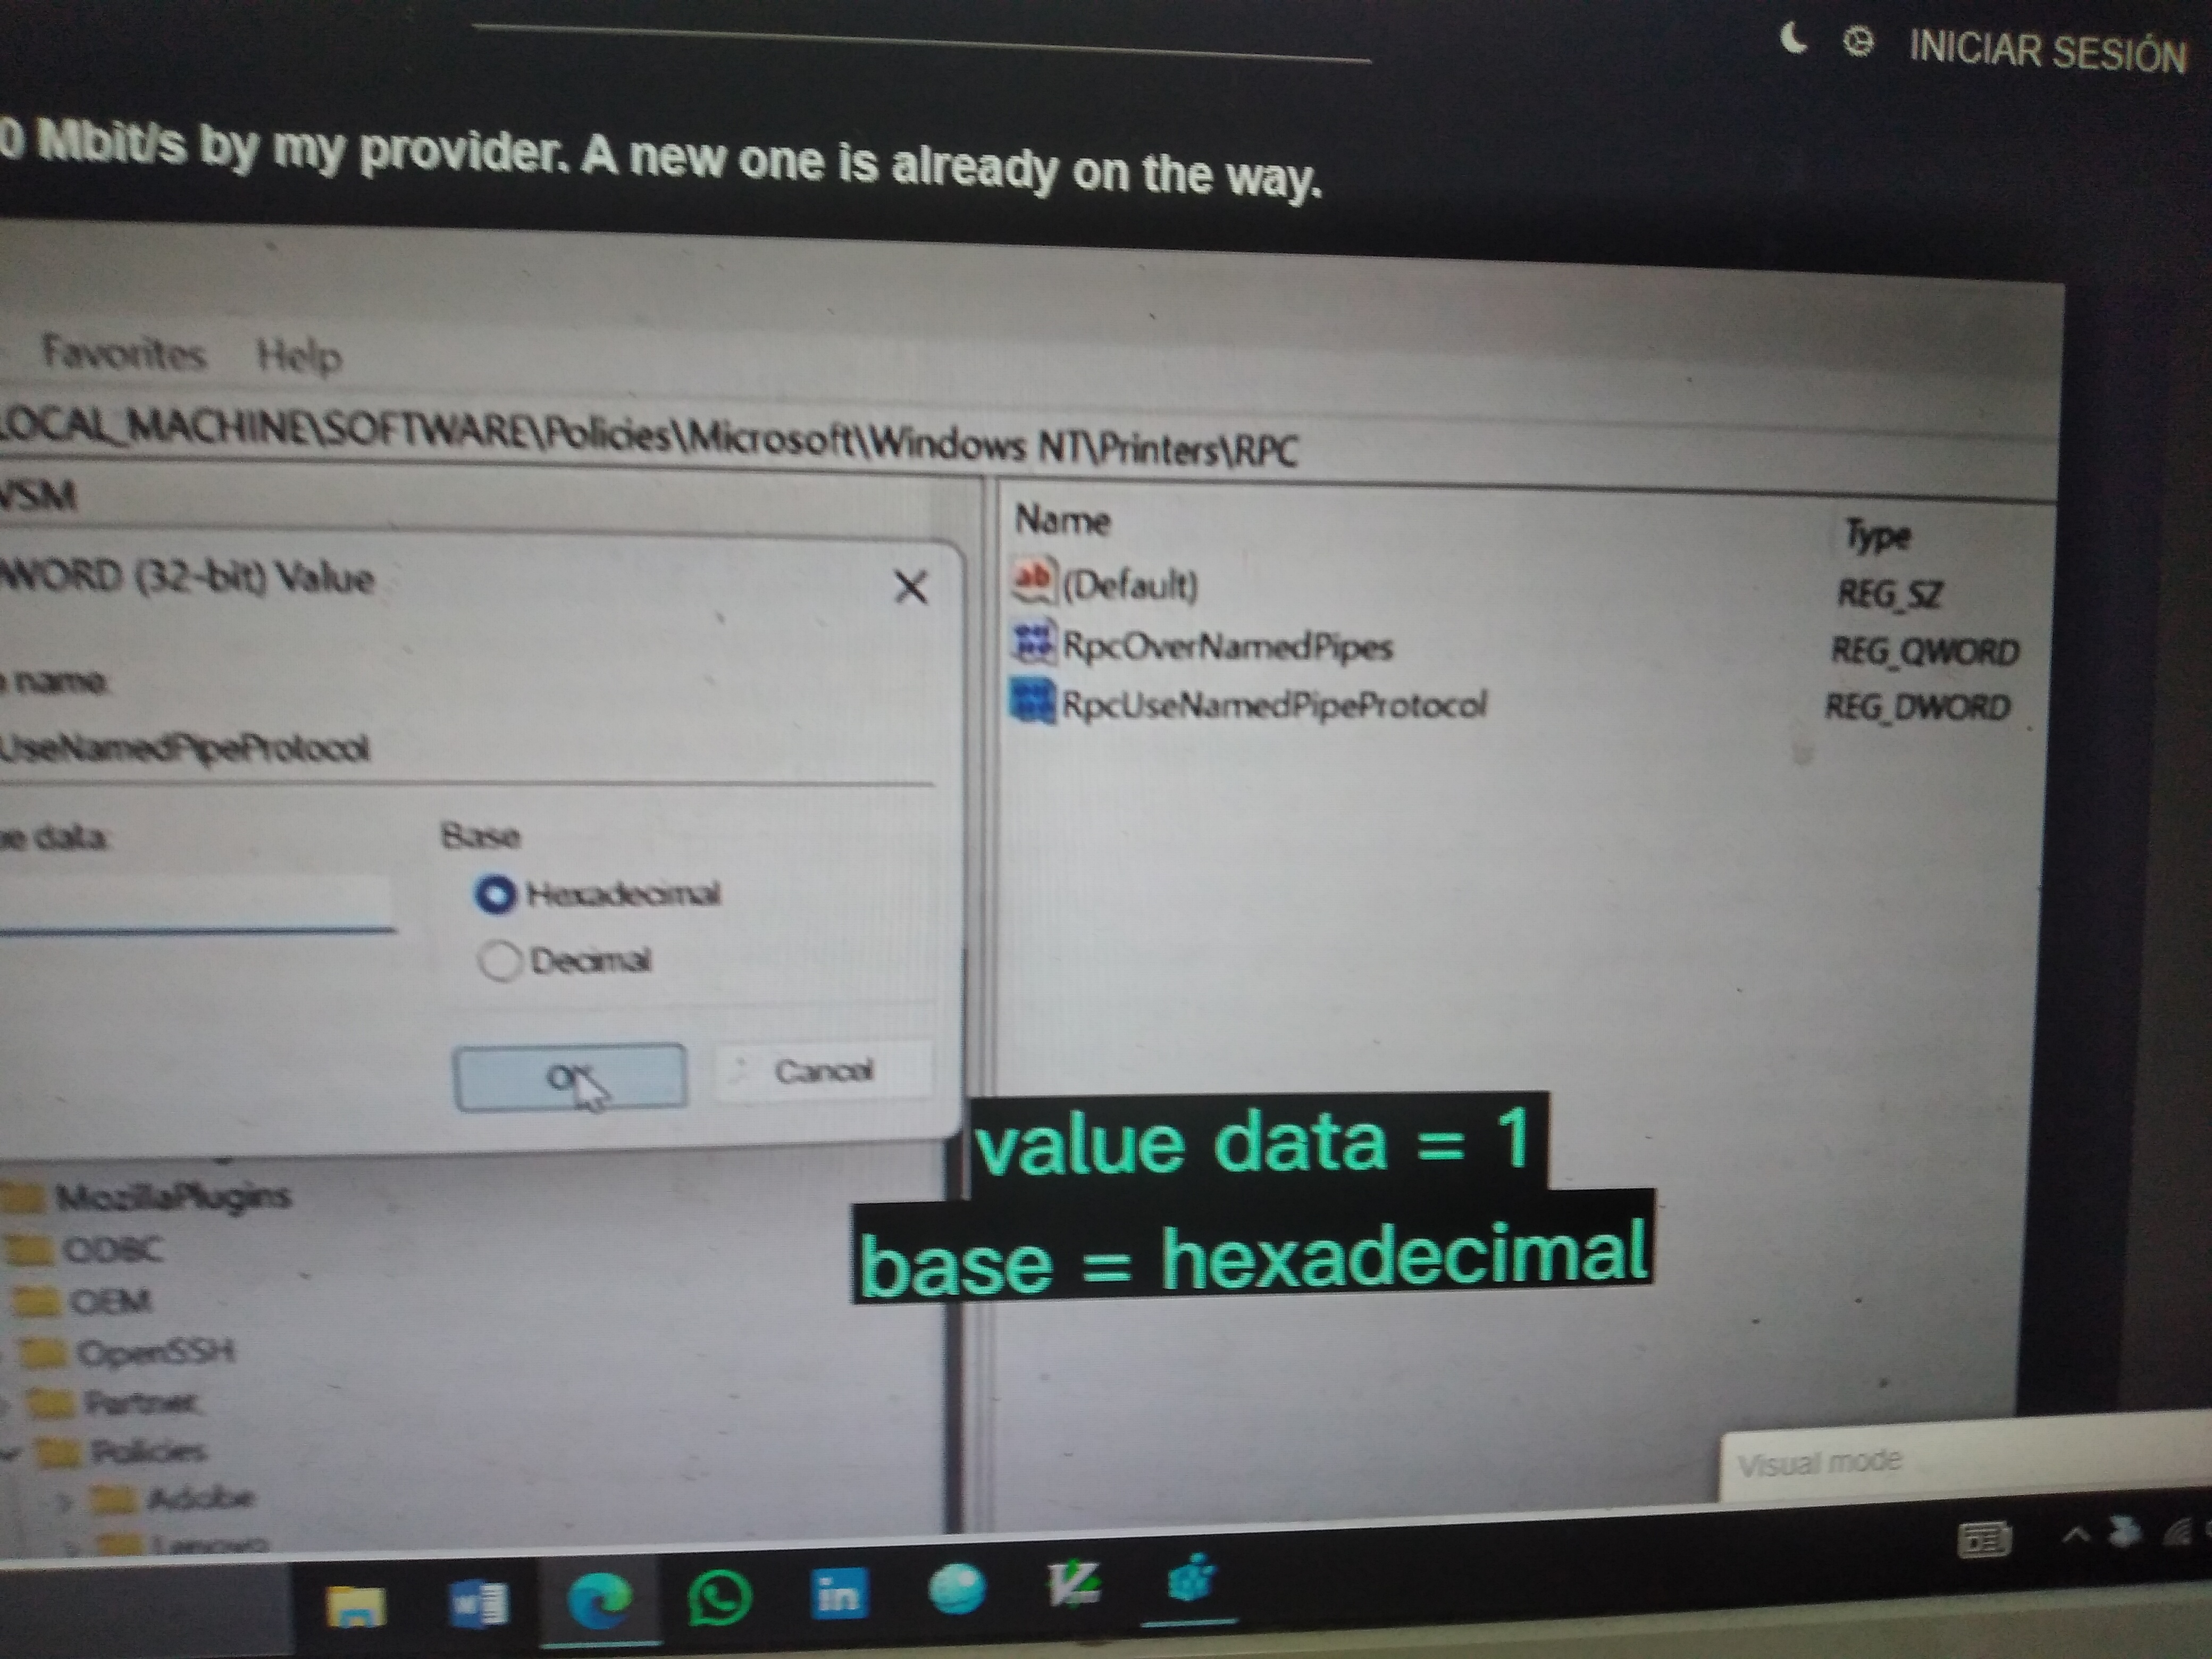 INICIAR SESIÓN
0 Mbit/s by my provider. A new one is already on the way.
Favorites Help
LOCAL_MACHINE\SOFTWARE\Policies\Microsoft\Windows NT\Printers\RPC
VSM
Name Type
WORD (32-bit) Value
(Default) REG_SZ
RpcOverNamedPipes REG_QWORD
name
RpcUseNamedPipeProtocol REG_DWORD
UseNamedPipeProtocol
data: Base
Hexadecimal
Decimal
OK Cancel
value data = 1
base = hexadecimal
MozillaPlugins
ODBC
OEM
OpenSSH
Partner
Policies
Adobe
Lenovo
Visual mode